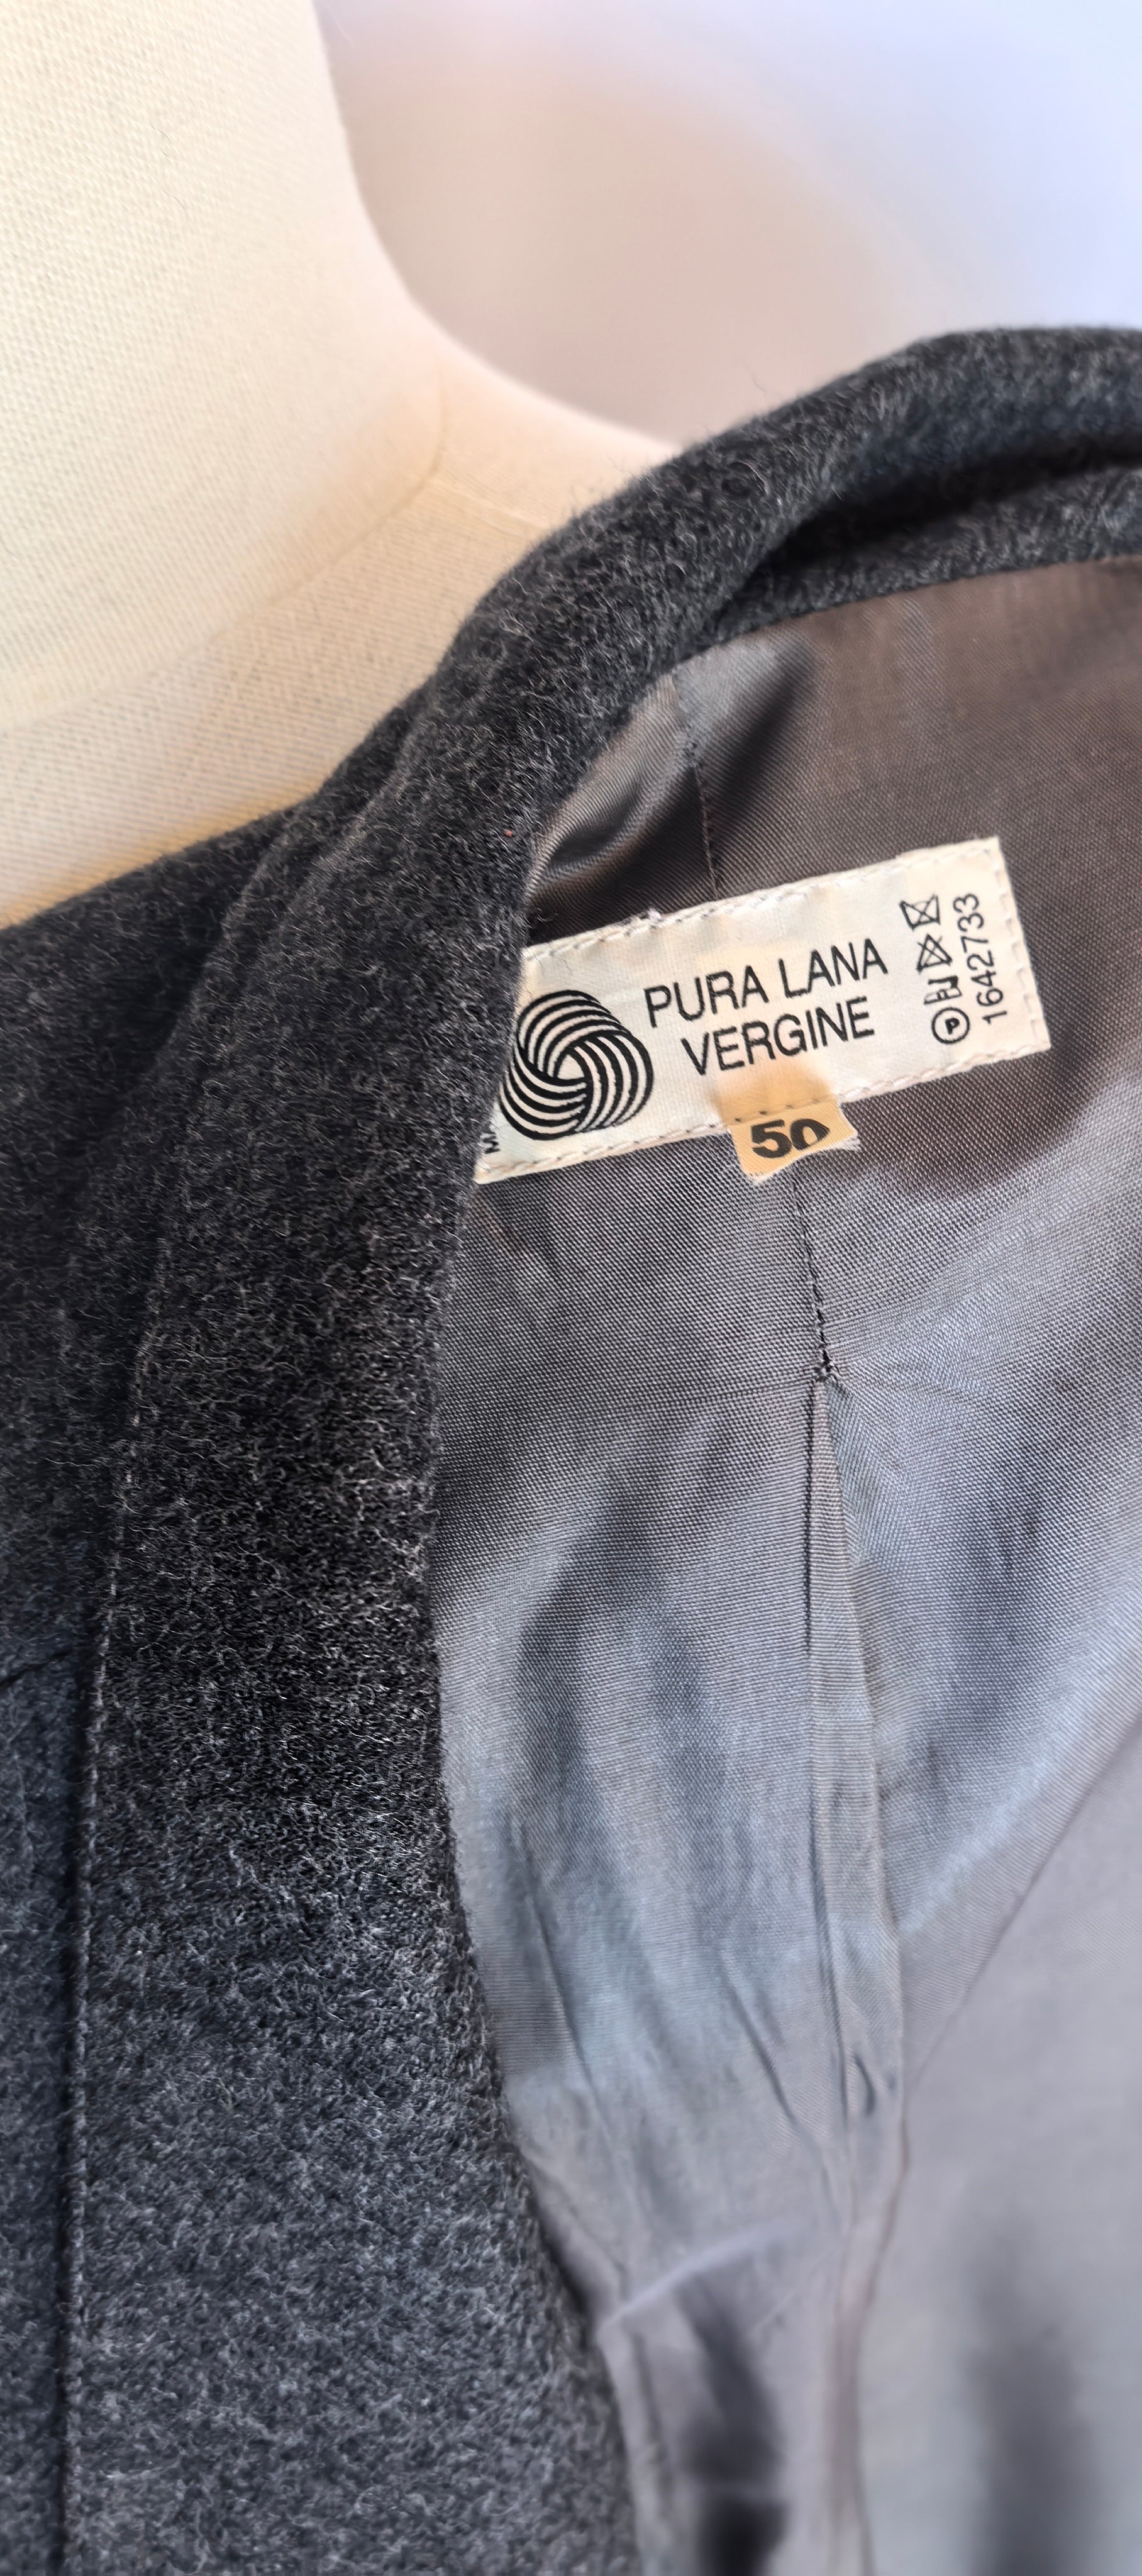 PURA LANA
VERGINE
1642733
P
50